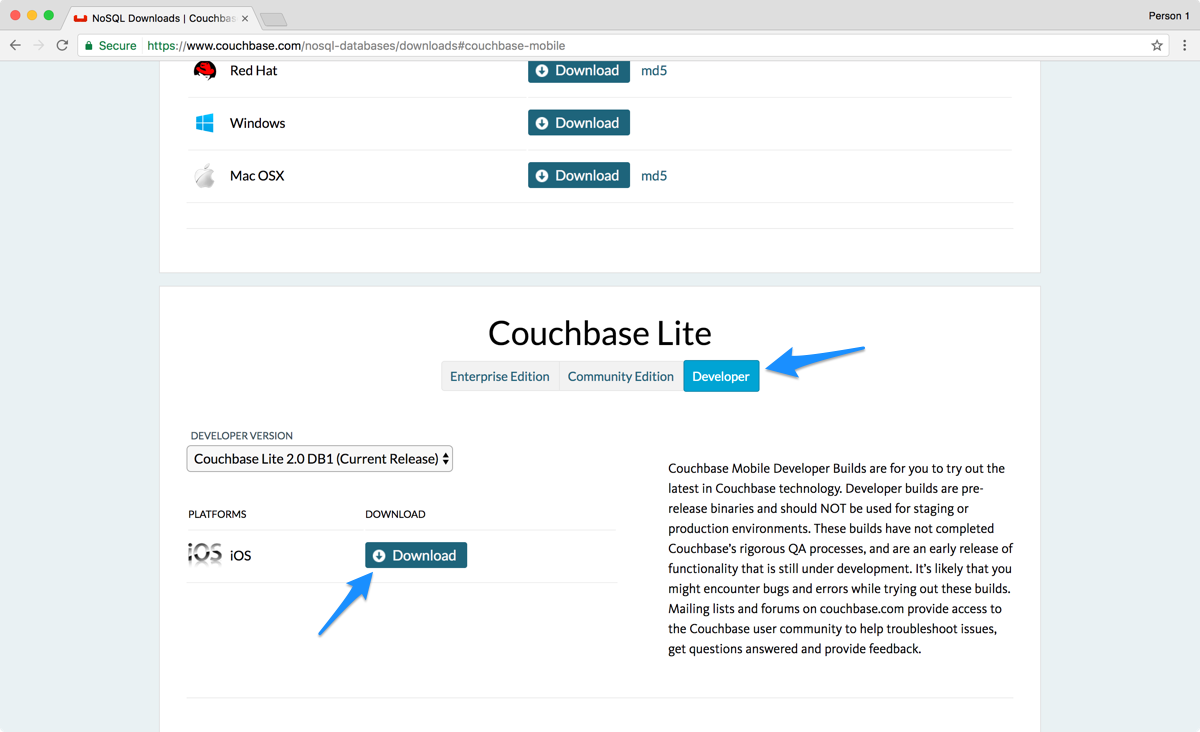 NoSQL Downloads | Couchbas
Person 1
Secure https://www.couchbase.com/nosql-databases/downloads#couchbase-mobile
Red Hat Download md5
Windows Download
Mac OSX Download md5
Couchbase Lite
Enterprise Edition Community Edition Developer
DEVELOPER VERSION
Couchbase Lite 2.0 DB1 (Current Release)
PLATFORMS DOWNLOAD
iOS iOS Download
Couchbase Mobile Developer Builds are for you to try out the
latest in Couchbase technology. Developer builds are pre-
release binaries and should NOT be used for staging or
production environments. These builds have not completed
Couchbase's rigorous QA processes, and are an early release of
functionality that is still under development. It's likely that you
might encounter bugs and errors while trying out these builds.
Mailing lists and forums on couchbase.com provide access to
the Couchbase user community to help troubleshoot issues,
get questions answered and provide feedback.